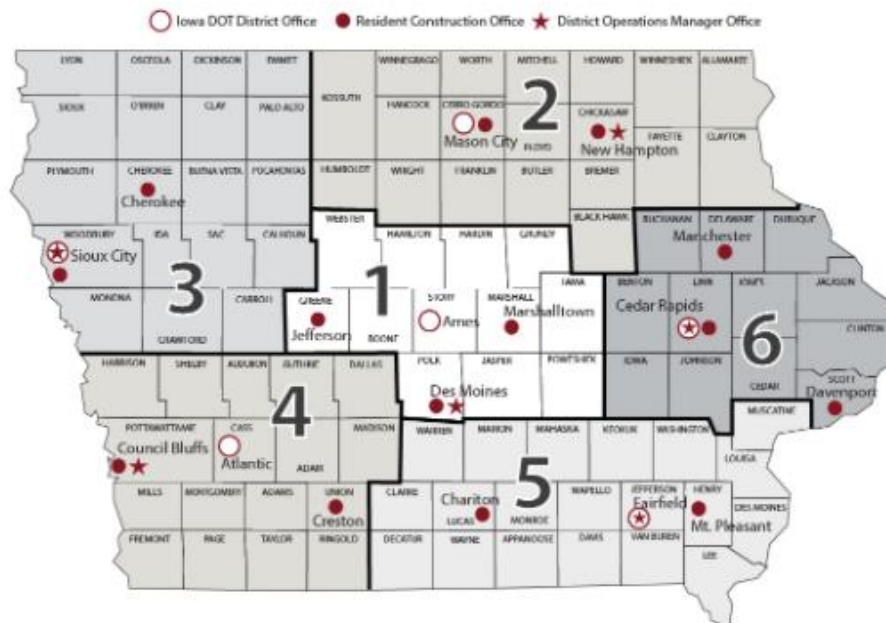 Iowa DOT District Office Resident Construction Office District Operations Manager Office
LYON OSCEOLA DICKINSON EMMET
WINNEBAGO WORTH MITCHELL HOWARD WINNESHIEK ALLAMAKEE
KOSSUTH
SIOUX O'BRIEN CLAY PALO ALTO
HANCOCK CERRO GORDO
2
CHICKASAW
Mason City
FLOYD
New Hampton
FAYETTE CLAYTON
PLYMOUTH CHEROKEE BUENA VISTA POCAHONTAS
HUMBOLDT WRIGHT FRANKLIN BUTLER BREMER
Cherokee
WEBSTER
BLACK HAWK BUCHANAN DELAWARE DUBUQUE
WOODBURY IDA SAC CALHOUN
HAMILTON HARDIN GRUNDY
Manchester
Sioux City
3
1
TAMA
BENTON LINN JONES JACKSON
MONONA CRAWFORD CARROLL
GREENE BOONE STORY MARSHALL
Jefferson Ames Marshalltown
Cedar Rapids
6
CLINTON
HARRISON SHELBY AUDUBON GUTHRIE DALLAS
POLK JASPER POWESHIEK
IOWA JOHNSON CEDAR SCOTT
Des Moines
Davenport
4
MUSCATINE
POTTAWATTAMIE CASS ADAIR MADISON
WARREN MARION MAHASKA KEOKUK WASHINGTON
Council Bluffs Atlantic
LOUISA
5
MILLS MONTGOMERY ADAMS UNION
CLARKE LUCAS MONROE WAPELLO JEFFERSON HENRY DES MOINES
Creston Chariton Fairfield Mt. Pleasant
FREMONT PAGE TAYLOR RINGOLD
DECATUR WAYNE APPANOOSE DAVIS VAN BUREN
LEE